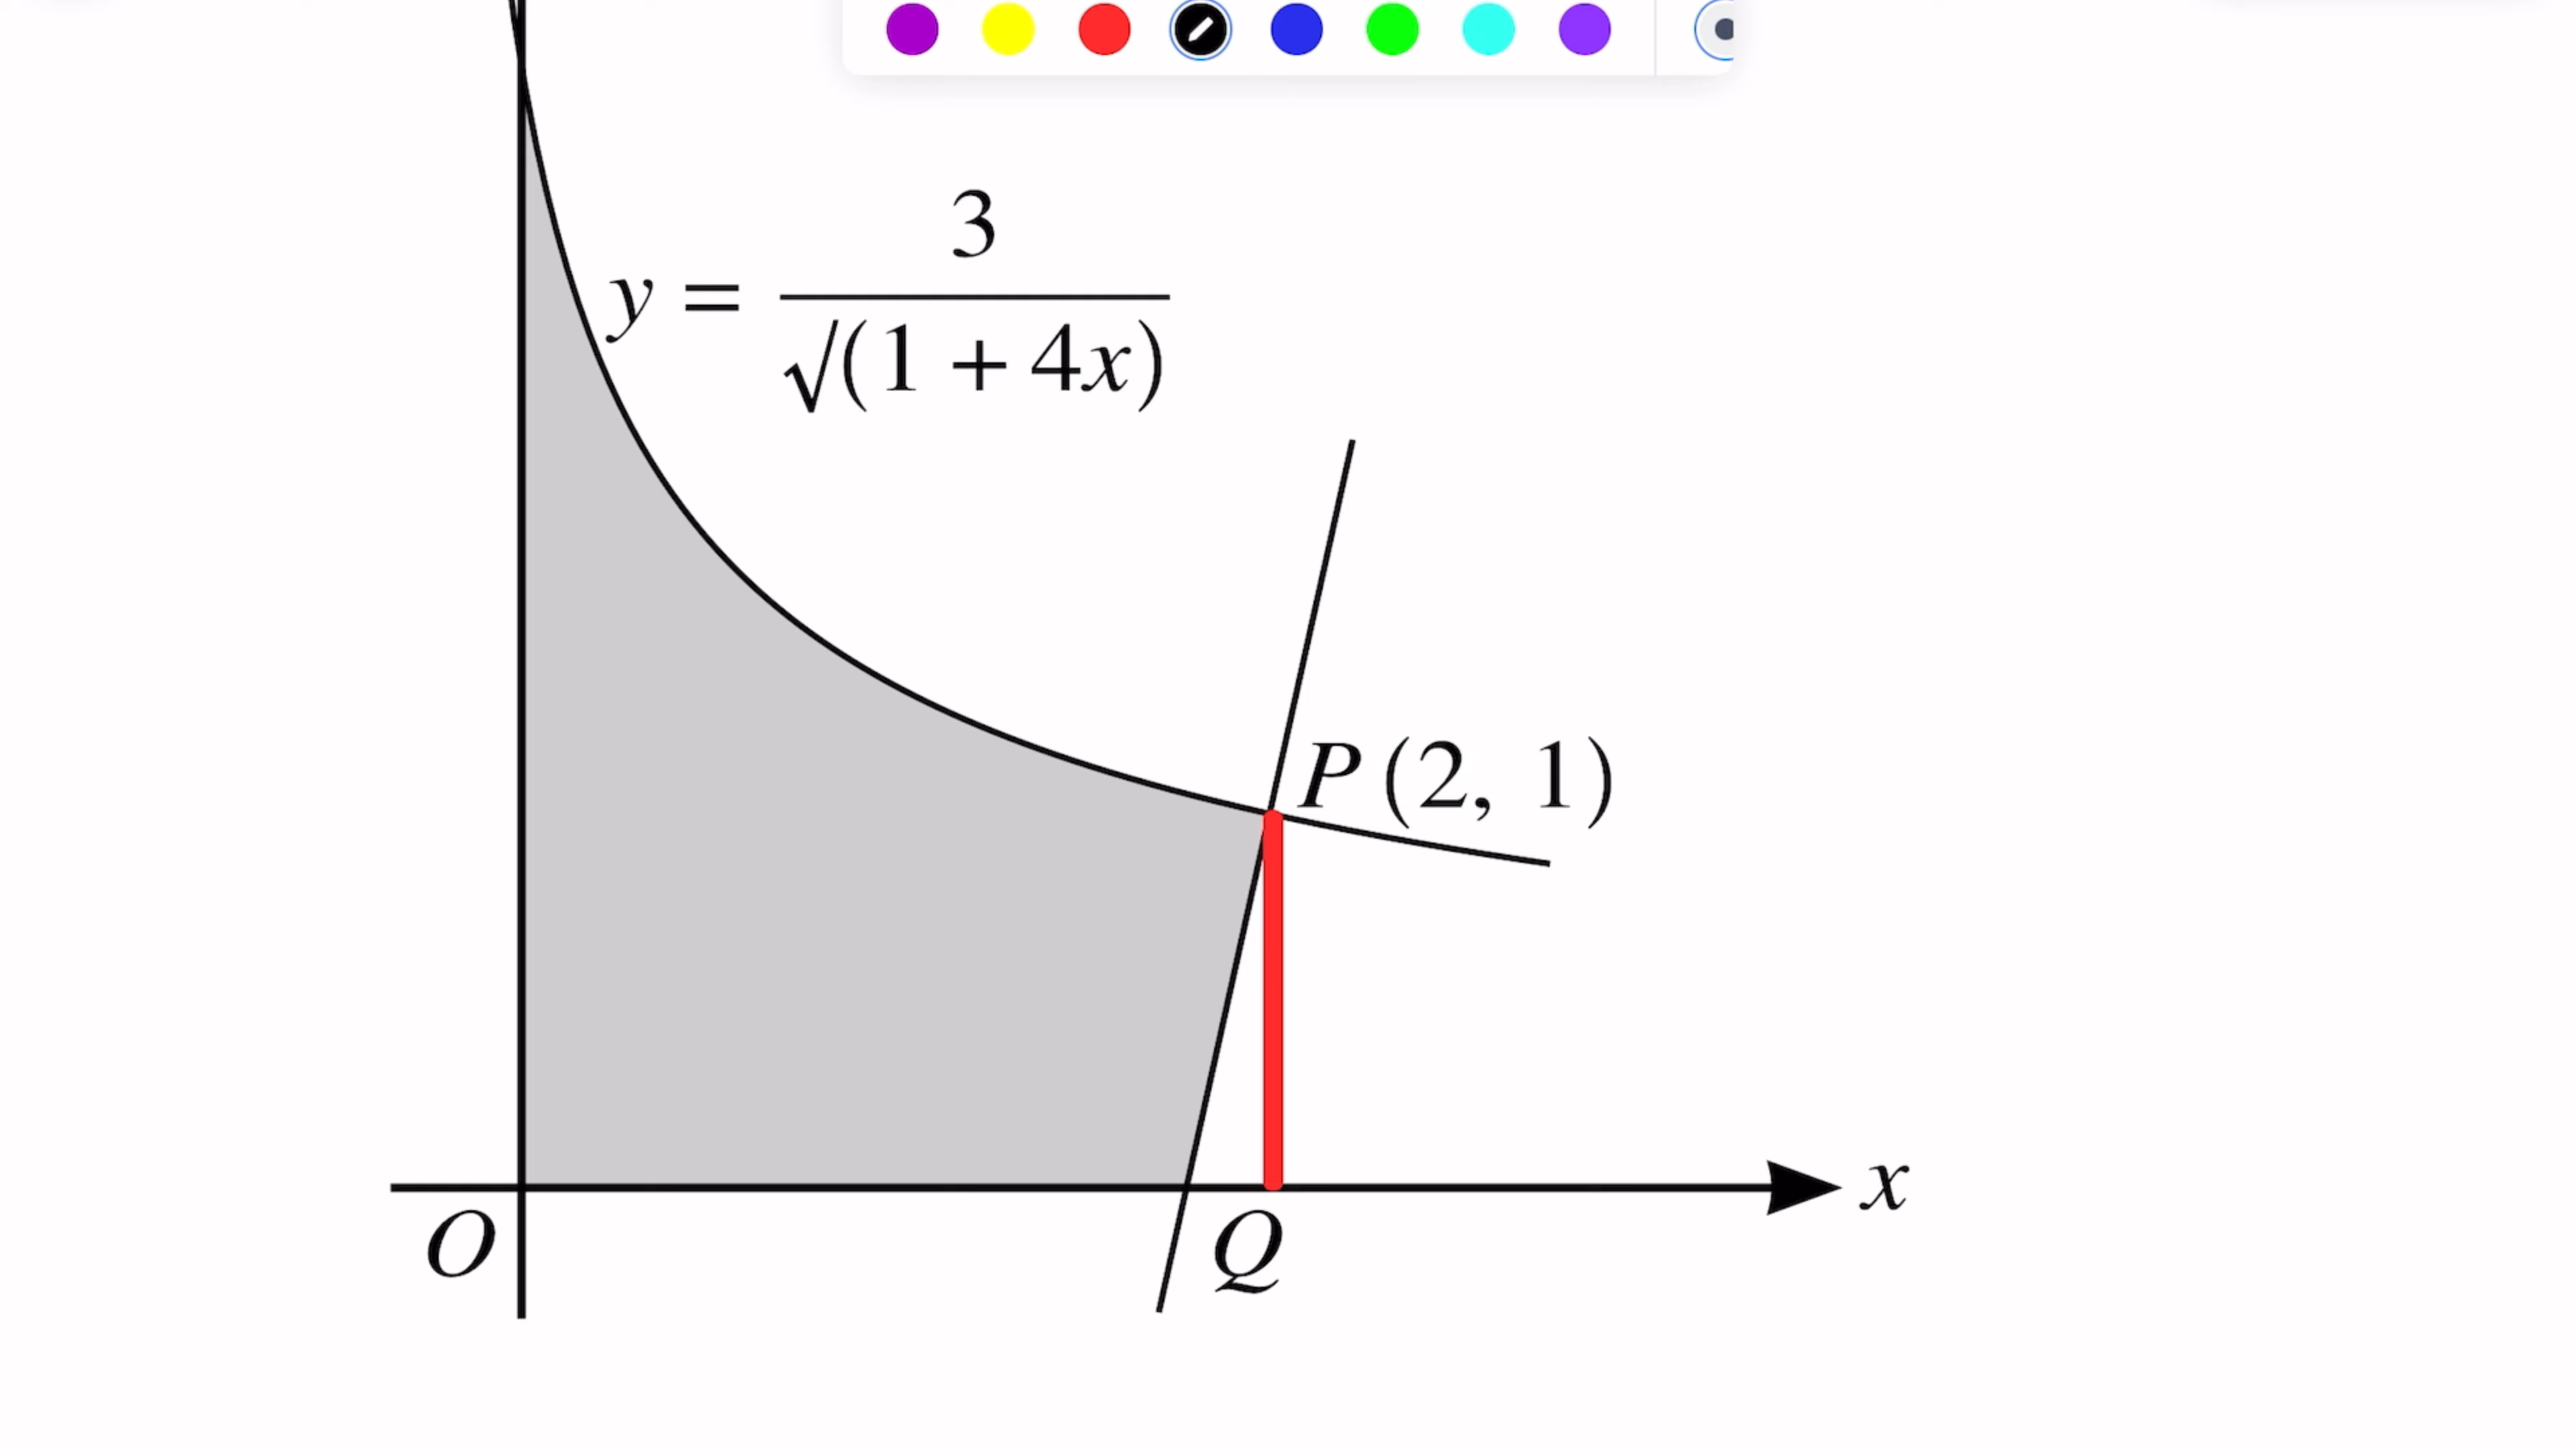 y = 3 / √(1 + 4x)
P (2, 1)
x
O
Q